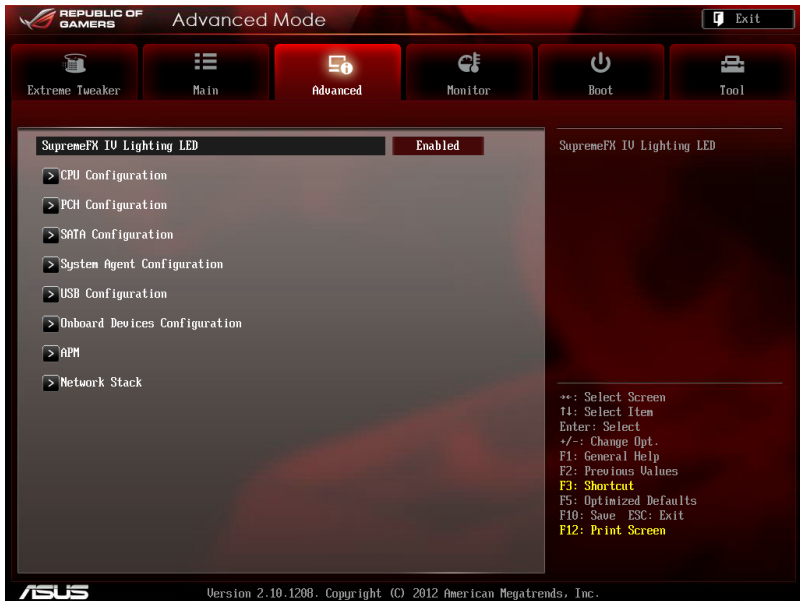 REPUBLIC OF
GAMERS
Advanced Mode
Exit
Extreme Tweaker
Main
Advanced
Monitor
Boot
Tool
SupremeFX IV Lighting LED
Enabled
SupremeFX IV Lighting LED
> CPU Configuration
> PCH Configuration
> SATA Configuration
> System Agent Configuration
> USB Configuration
> Onboard Devices Configuration
> APM
> Network Stack
→←: Select Screen
↑↓: Select Item
Enter: Select
+/-: Change Opt.
F1: General Help
F2: Previous Values
F3: Shortcut
F5: Optimized Defaults
F10: Save ESC: Exit
F12: Print Screen
ASUS
Version 2.10.1208. Copyright (C) 2012 American Megatrends, Inc.